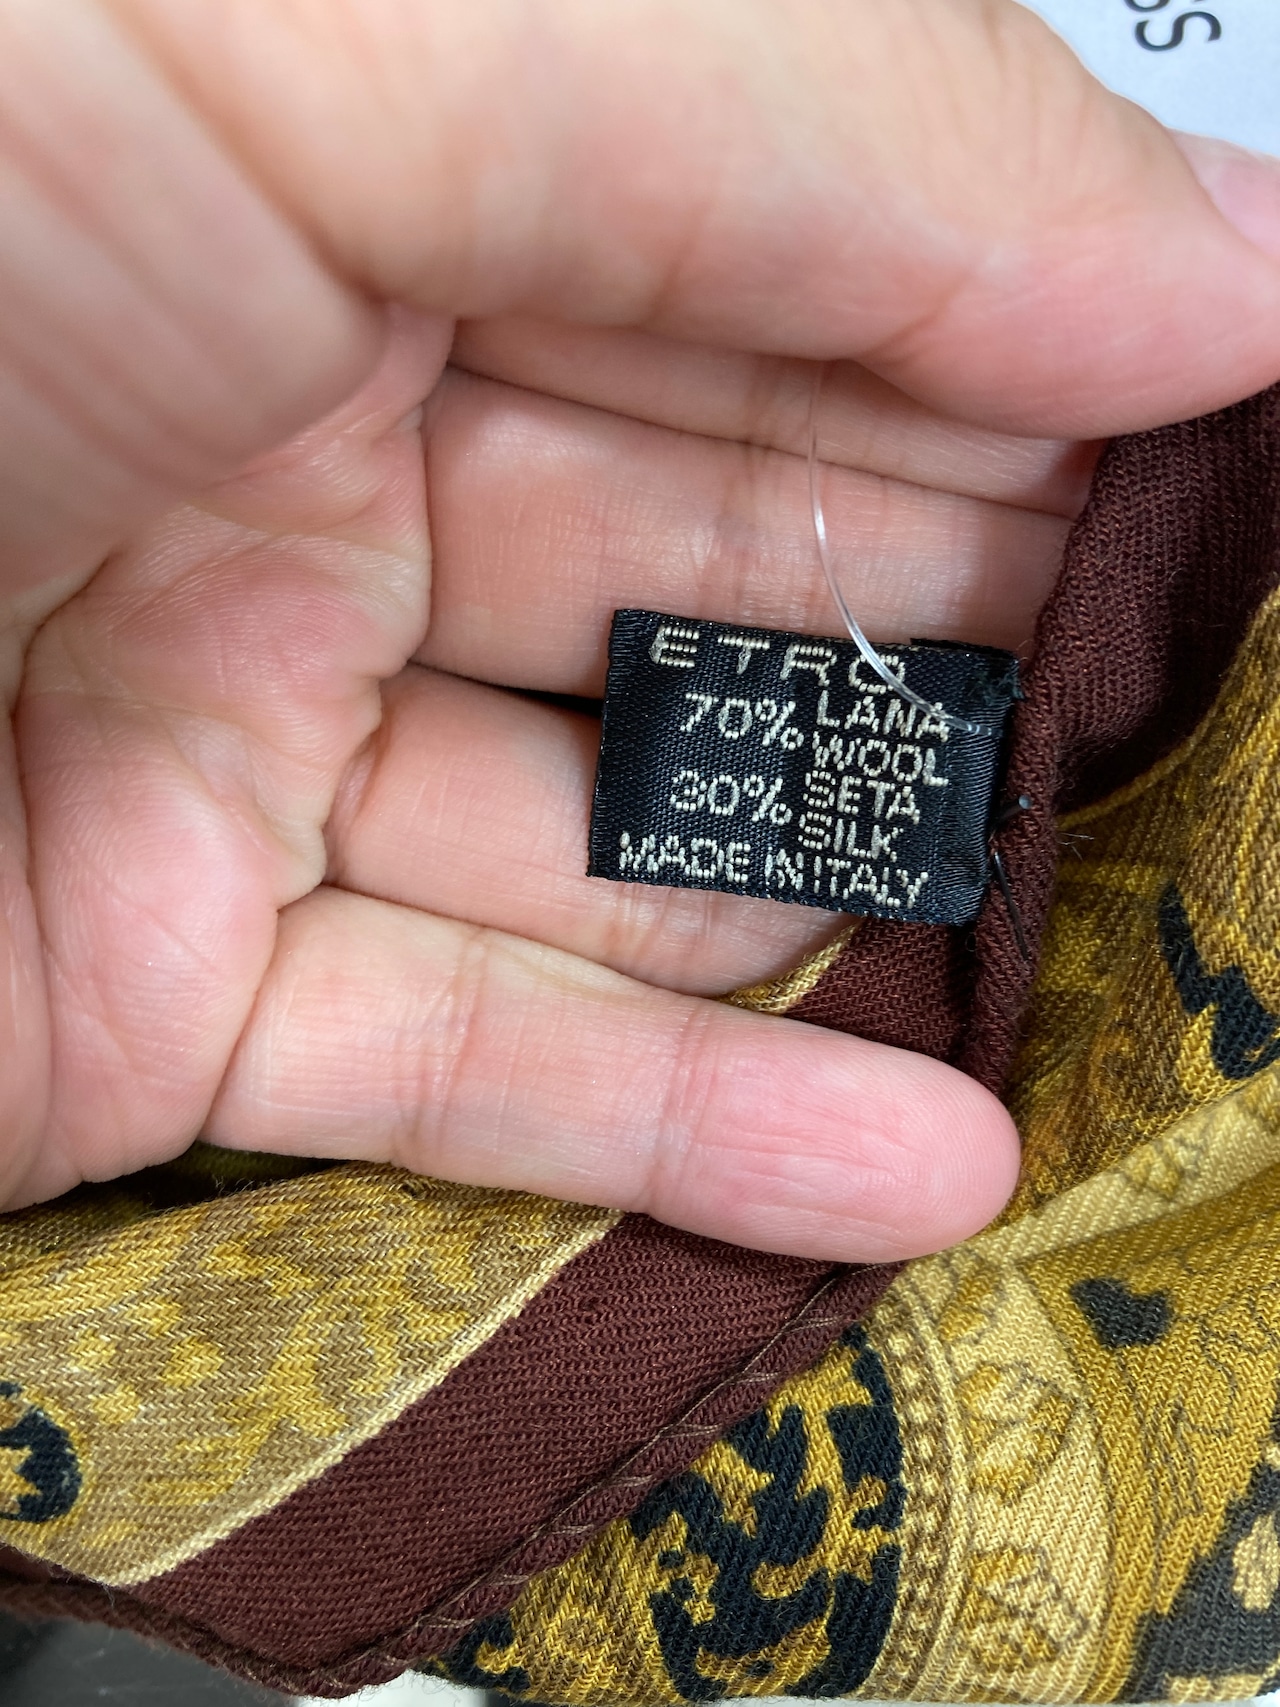 ETRO
70% LANA
WOOL
30% SETA
SILK
MADE IN ITALY